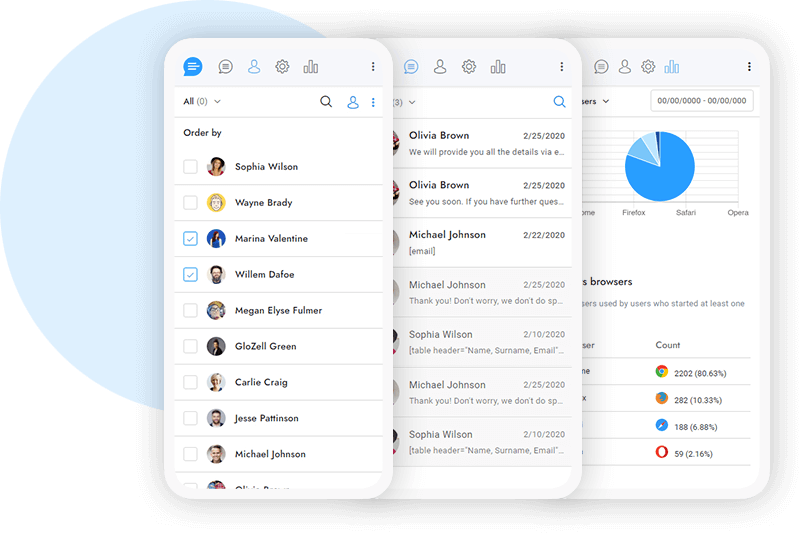 All (0)
Order by
Sophia Wilson
Wayne Brady
Marina Valentine
Willem Dafoe
Megan Elyse Fulmer
GloZell Green
Carlie Craig
Jesse Pattinson
Michael Johnson
(3)
Olivia Brown 2/25/2020
We will provide you all the details via e...
Olivia Brown 2/25/2020
See you soon. If you have further ques...
Michael Johnson 2/22/2020
[email]
Michael Johnson 2/25/2020
Thank you! Don't worry, we don't do sp...
Sophia Wilson 2/10/2020
[table header="Name, Surname, Email"...
Michael Johnson 2/25/2020
Thank you! Don't worry, we don't do sp...
Sophia Wilson 2/10/2020
[table header="Name, Surname, Email"...
sers 00/00/0000 - 00/00/000
ome Firefox Safari Opera
s browsers
sers used by users who started at least one
ser Count
ne 2202 (80.63%)
x 282 (10.33%)
188 (6.88%)
59 (2.16%)